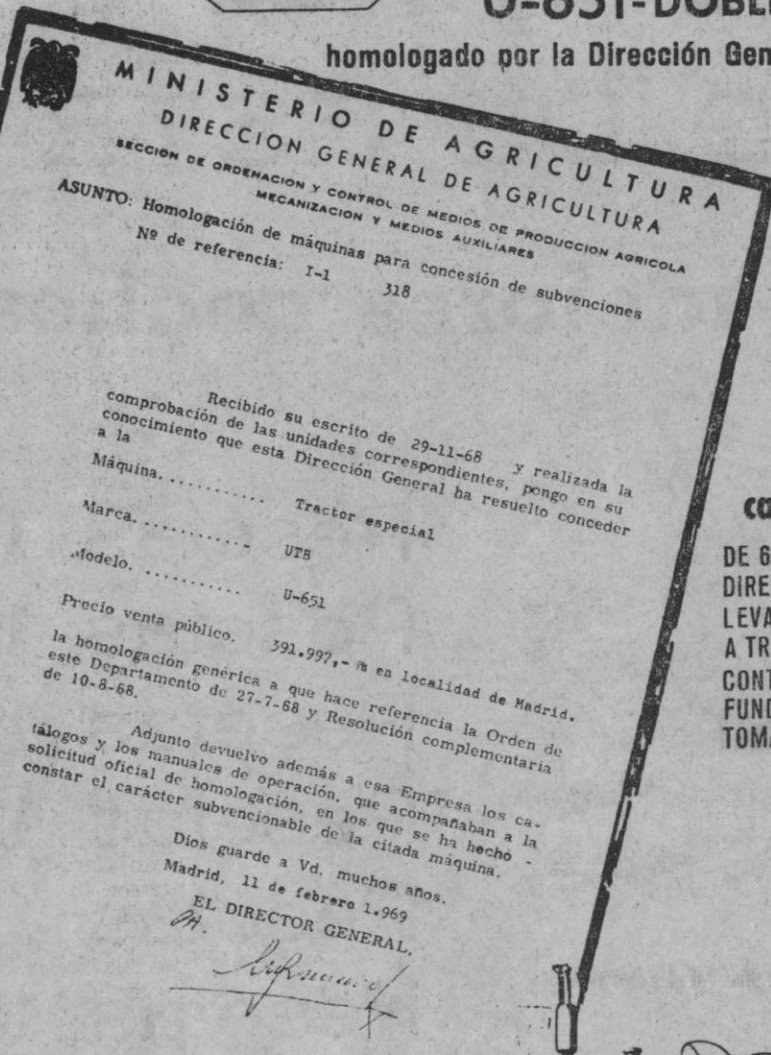 U-651-DOBLE
homologado por la Dirección Gen
MINISTERIO DE AGRICULTURA
DIRECCION GENERAL DE AGRICULTURA
SECCION DE ORDENACION Y CONTROL DE MEDIOS DE PRODUCCION AGRICOLA
MECANIZACION Y MEDIOS AUXILIARES
ASUNTO: Homologación de máquinas para concesión de subvenciones
Nº de referencia: I-1 318
Recibido su escrito de 29-11-68 y realizada la
comprobación de las unidades correspondientes, pongo en su
conocimiento que esta Dirección General ha resuelto conceder
a la
Máquina. ........... Tractor especial
Marca. ........... UTB
Modelo. ........... U-651
Precio venta público. 391.997,- en localidad de Madrid.
la homologación genérica a que hace referencia la Orden de
este Departamento de 27-7-68 y Resolución complementaria
de 10-8-68.
Adjunto devuelvo además a esa Empresa los ca-
tálogos y los manuales de operación, que acompañaban a la
solicitud oficial de homologación, en los que se ha hecho -
constar el carácter subvencionable de la citada máquina.
Dios guarde a Vd. muchos años.
Madrid, 11 de febrero 1.969
EL DIRECTOR GENERAL,
ca
DE 6
DIRE
LEVA
A TR
CONT
FUND
TOMA